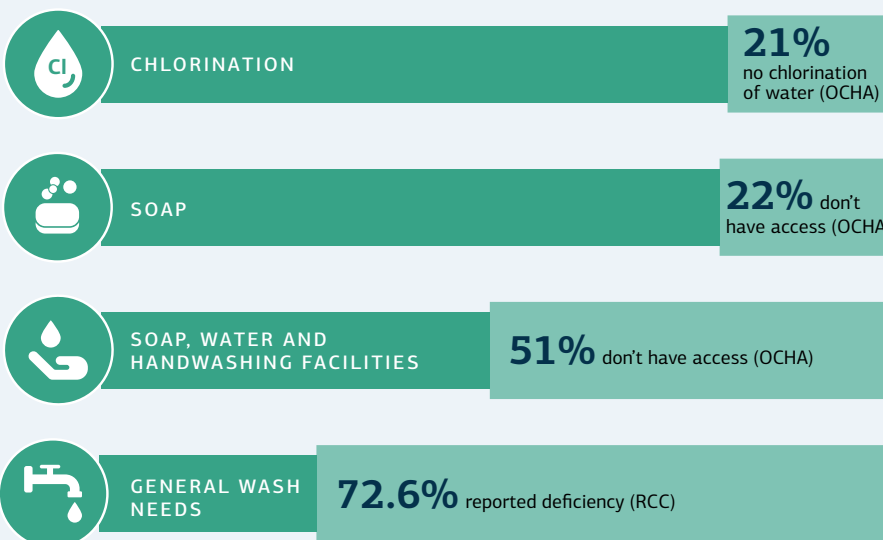 Cl
CHLORINATION
21%
no chlorination
of water (OCHA)
SOAP
22% don't
have access (OCHA
SOAP, WATER AND
HANDWASHING FACILITIES
51% don't have access (OCHA)
GENERAL WASH
NEEDS
72.6% reported deficiency (RCC)